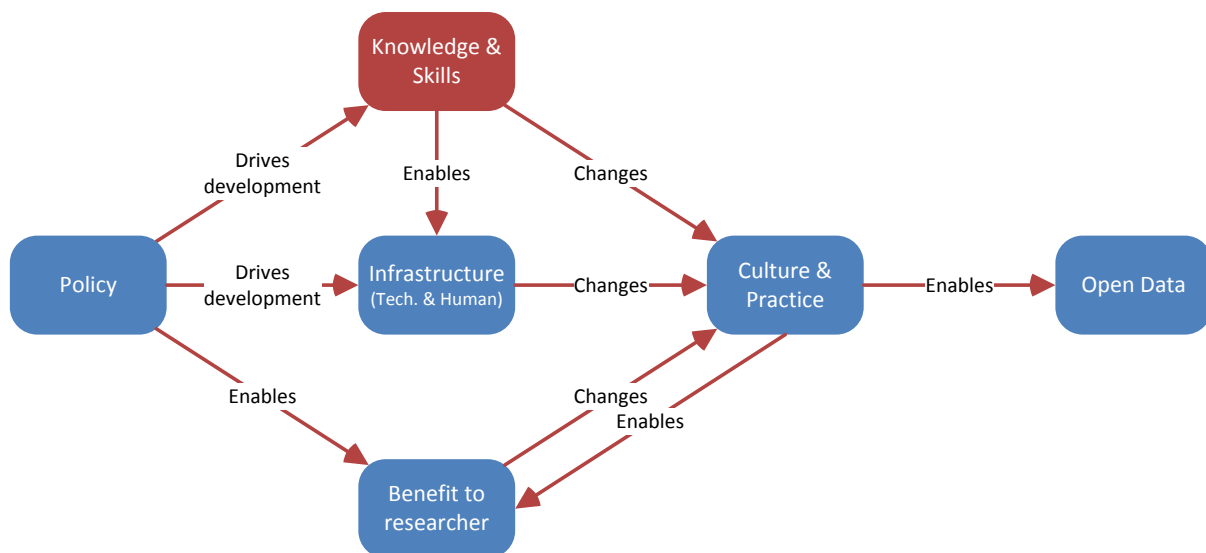 Knowledge &
Skills
Drives
development
Enables
Changes
Policy
Drives
development
Infrastructure
(Tech. & Human)
Changes
Culture &
Practice
Enables
Open Data
Enables
Changes
Enables
Benefit to
researcher